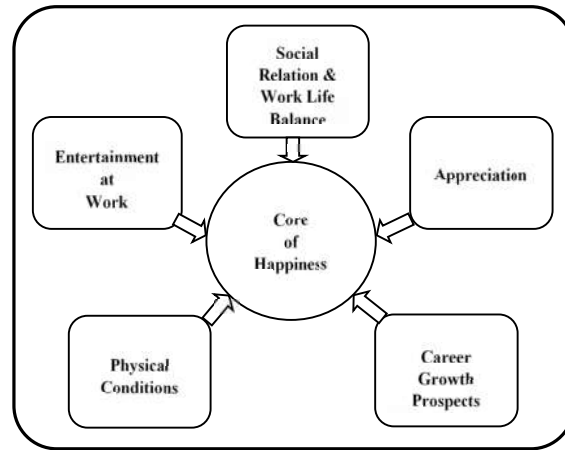 Social
Relation &
Work Life
Balance
Entertainment
at
Work
Appreciation
Core
of
Happiness
Physical
Conditions
Career
Growth
Prospects